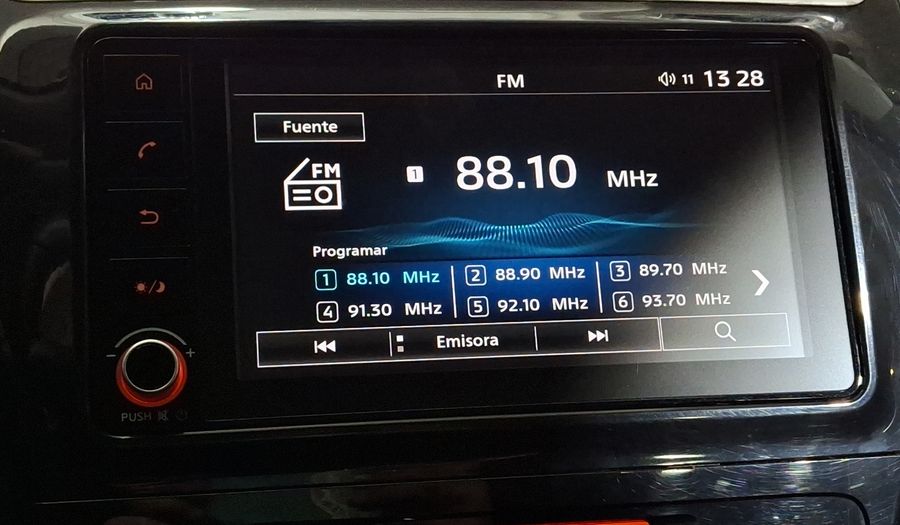 FM 11 13 28
Fuente
FM
1 88.10 MHz
Programar
1 88.10 MHz 2 88.90 MHz 3 89.70 MHz
4 91.30 MHz 5 92.10 MHz 6 93.70 MHz
Emisora
- +
PUSH